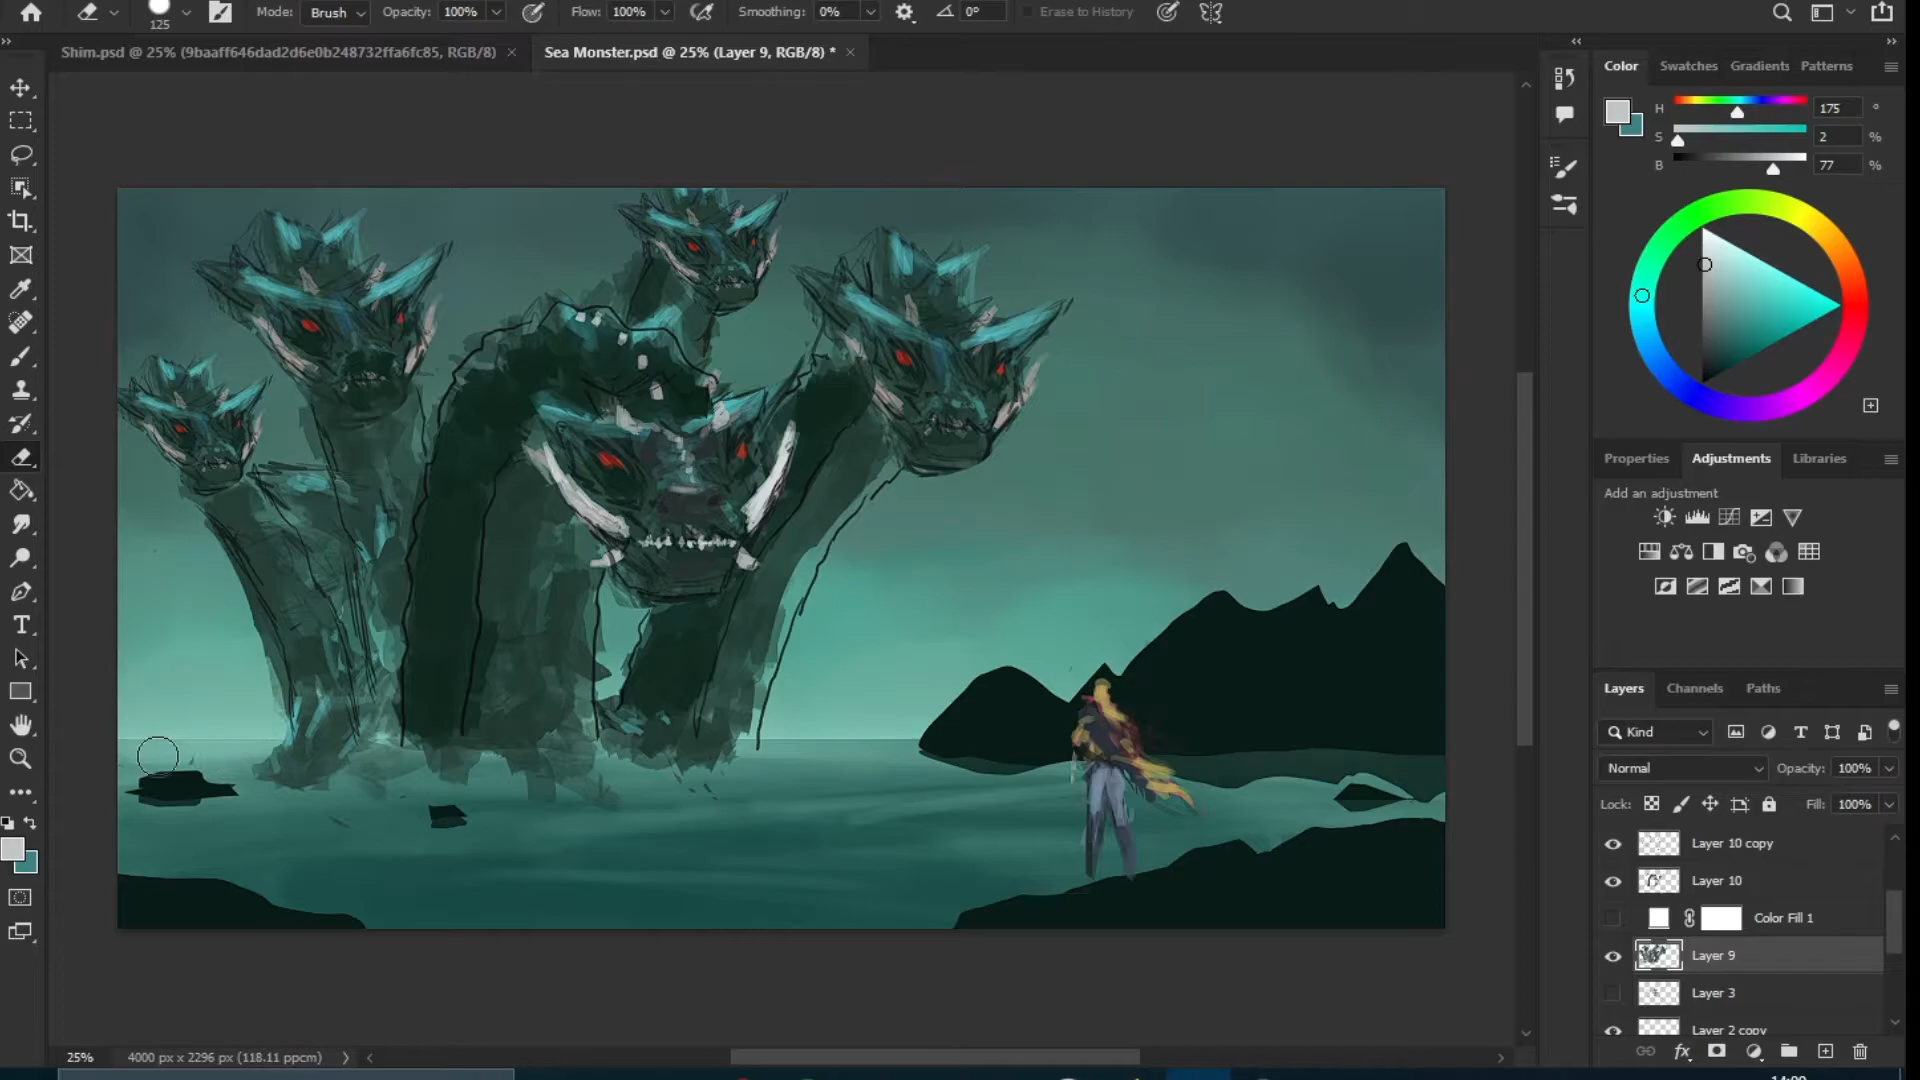 125
Mode: Brush Opacity: 100% Flow: 100% Smoothing: 0% 0° Erase to History
Shim.psd @ 25% (9baaff646dad2d6e0b248732ffa6fc85, RGB/8) × Sea Monster.psd @ 25% (Layer 9, RGB/8) * ×
Color Swatches Gradients Patterns
H 175 °
S 2 %
B 77 %
Properties Adjustments Libraries
Add an adjustment
Layers Channels Paths
Kind
Normal Opacity: 100%
Lock: Fill: 100%
Layer 10 copy
Layer 10
Color Fill 1
Layer 9
Layer 3
Layer 2 copy
25% 4000 px x 2296 px (118.11 ppcm)